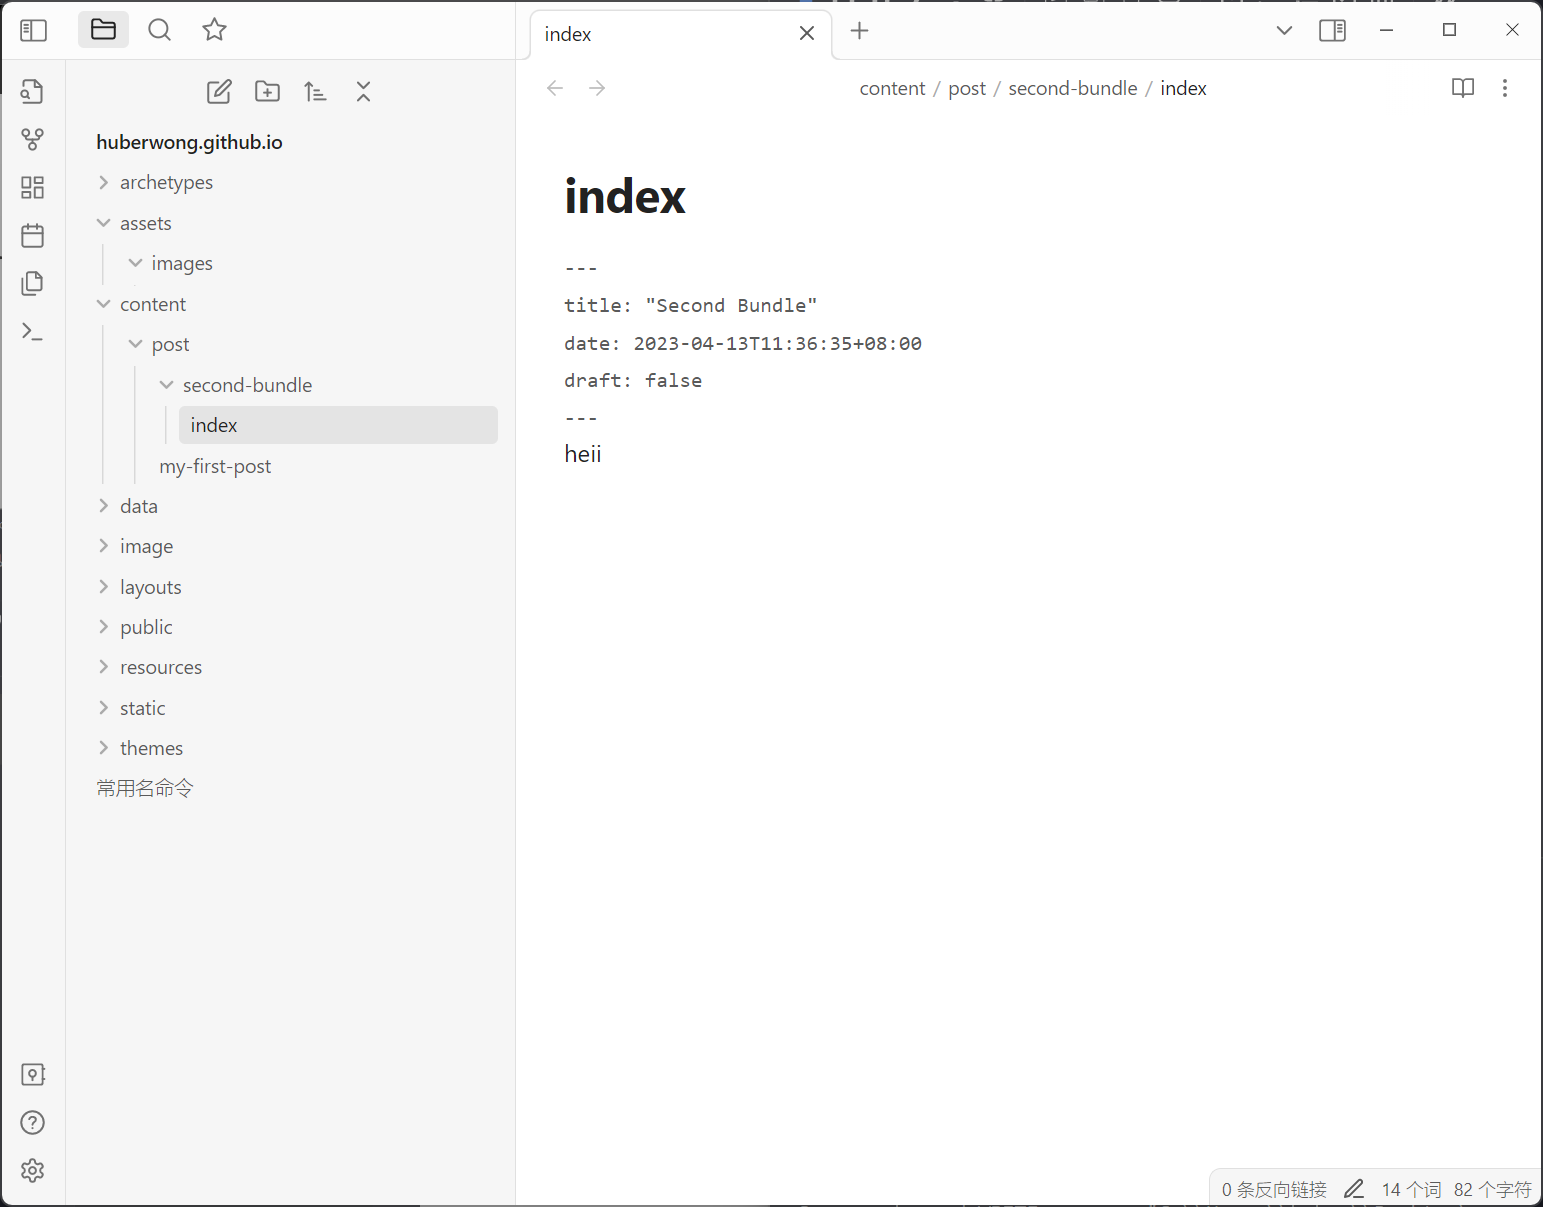 index
content / post / second-bundle / index
huberwong.github.io
archetypes
assets
images
content
post
second-bundle
index
my-first-post
data
image
layouts
public
resources
static
themes
常用名命令
index
---
title: "Second Bundle"
date: 2023-04-13T11:36:35+08:00
draft: false
---
heii
0 条反向链接 14 个词 82 个字符